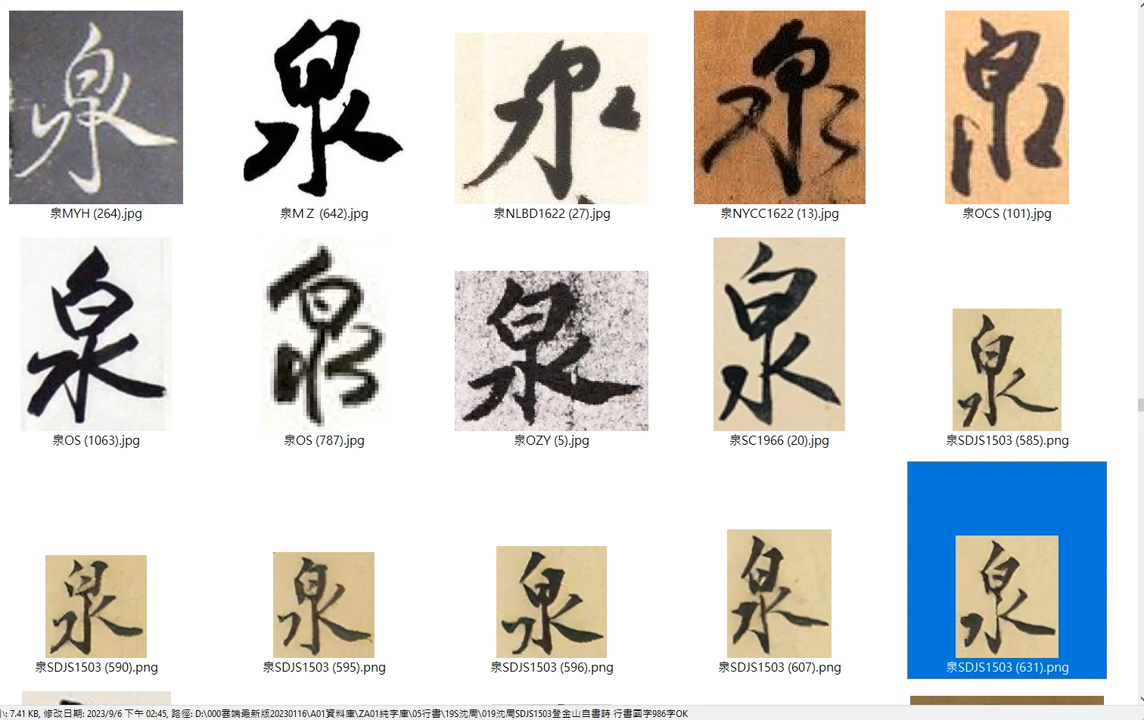 泉 泉 泉 泉 泉
泉MYH (264).jpg 泉M Z (642).jpg 泉NLBD1622 (27).jpg 泉NYCC1622 (13).jpg 泉OCS (101).jpg
泉 泉 泉 泉 泉
泉OS (1063).jpg 泉OS (787).jpg 泉OZY (5).jpg 泉SC1966 (20).jpg 泉SDJS1503 (585).png
泉 泉 泉 泉 泉
泉SDJS1503 (590).png 泉SDJS1503 (595).png 泉SDJS1503 (596).png 泉SDJS1503 (607).png 泉SDJS1503 (631).png
: 7.41 KB, 修改日期: 2023/9/6 下午 02:45, 路徑: D:\000蕃端最新版20230116\A01資料庫\ZA01純字庫\05行書\19S沈周\019沈周SDJS1503登金山自書詩 行書國字986字OK